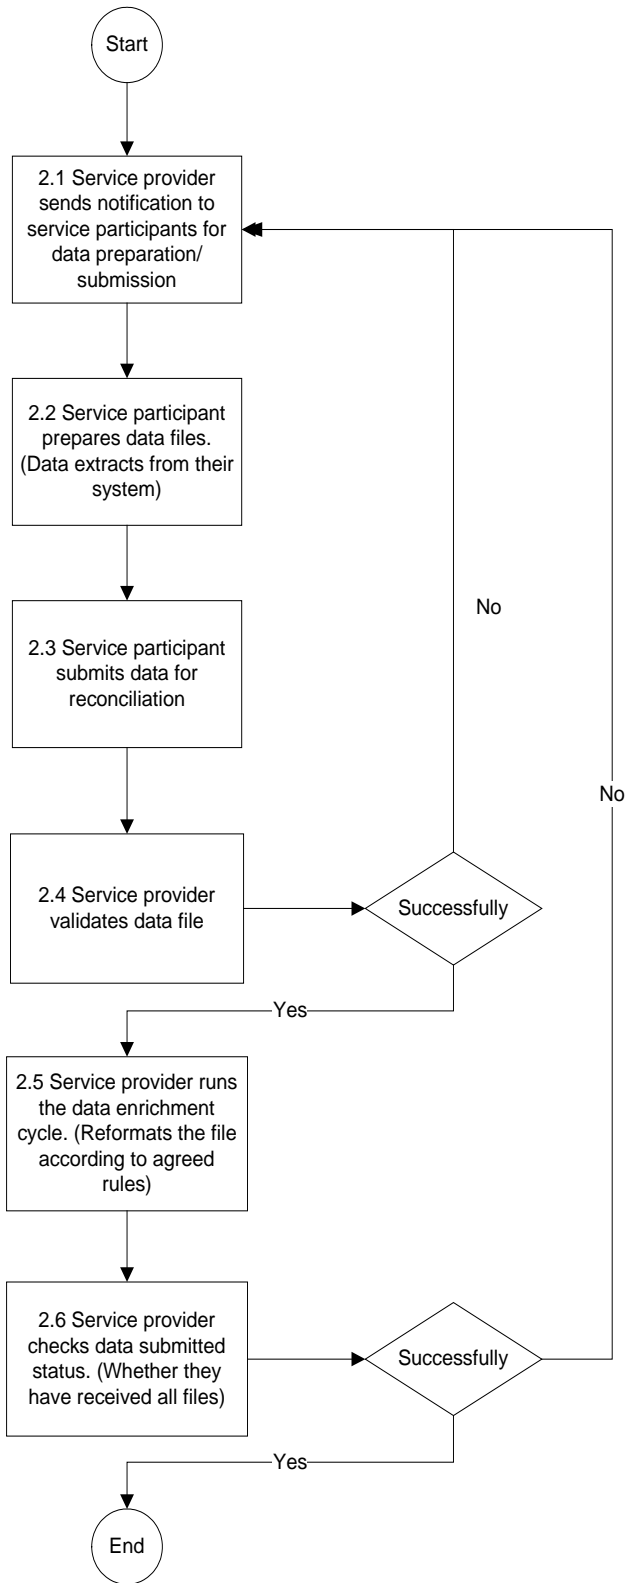 Start
2.1 Service provider
sends notification to
service participants for
data preparation/
submission
2.2 Service participant
prepares data files.
(Data extracts from their
system)
No
2.3 Service participant
submits data for
reconciliation
No
2.4 Service provider
validates data file
Successfully
Yes
2.5 Service provider runs
the data enrichment
cycle. (Reformats the file
according to agreed
rules)
2.6 Service provider
checks data submitted
status. (Whether they
have received all files)
Successfully
Yes
End